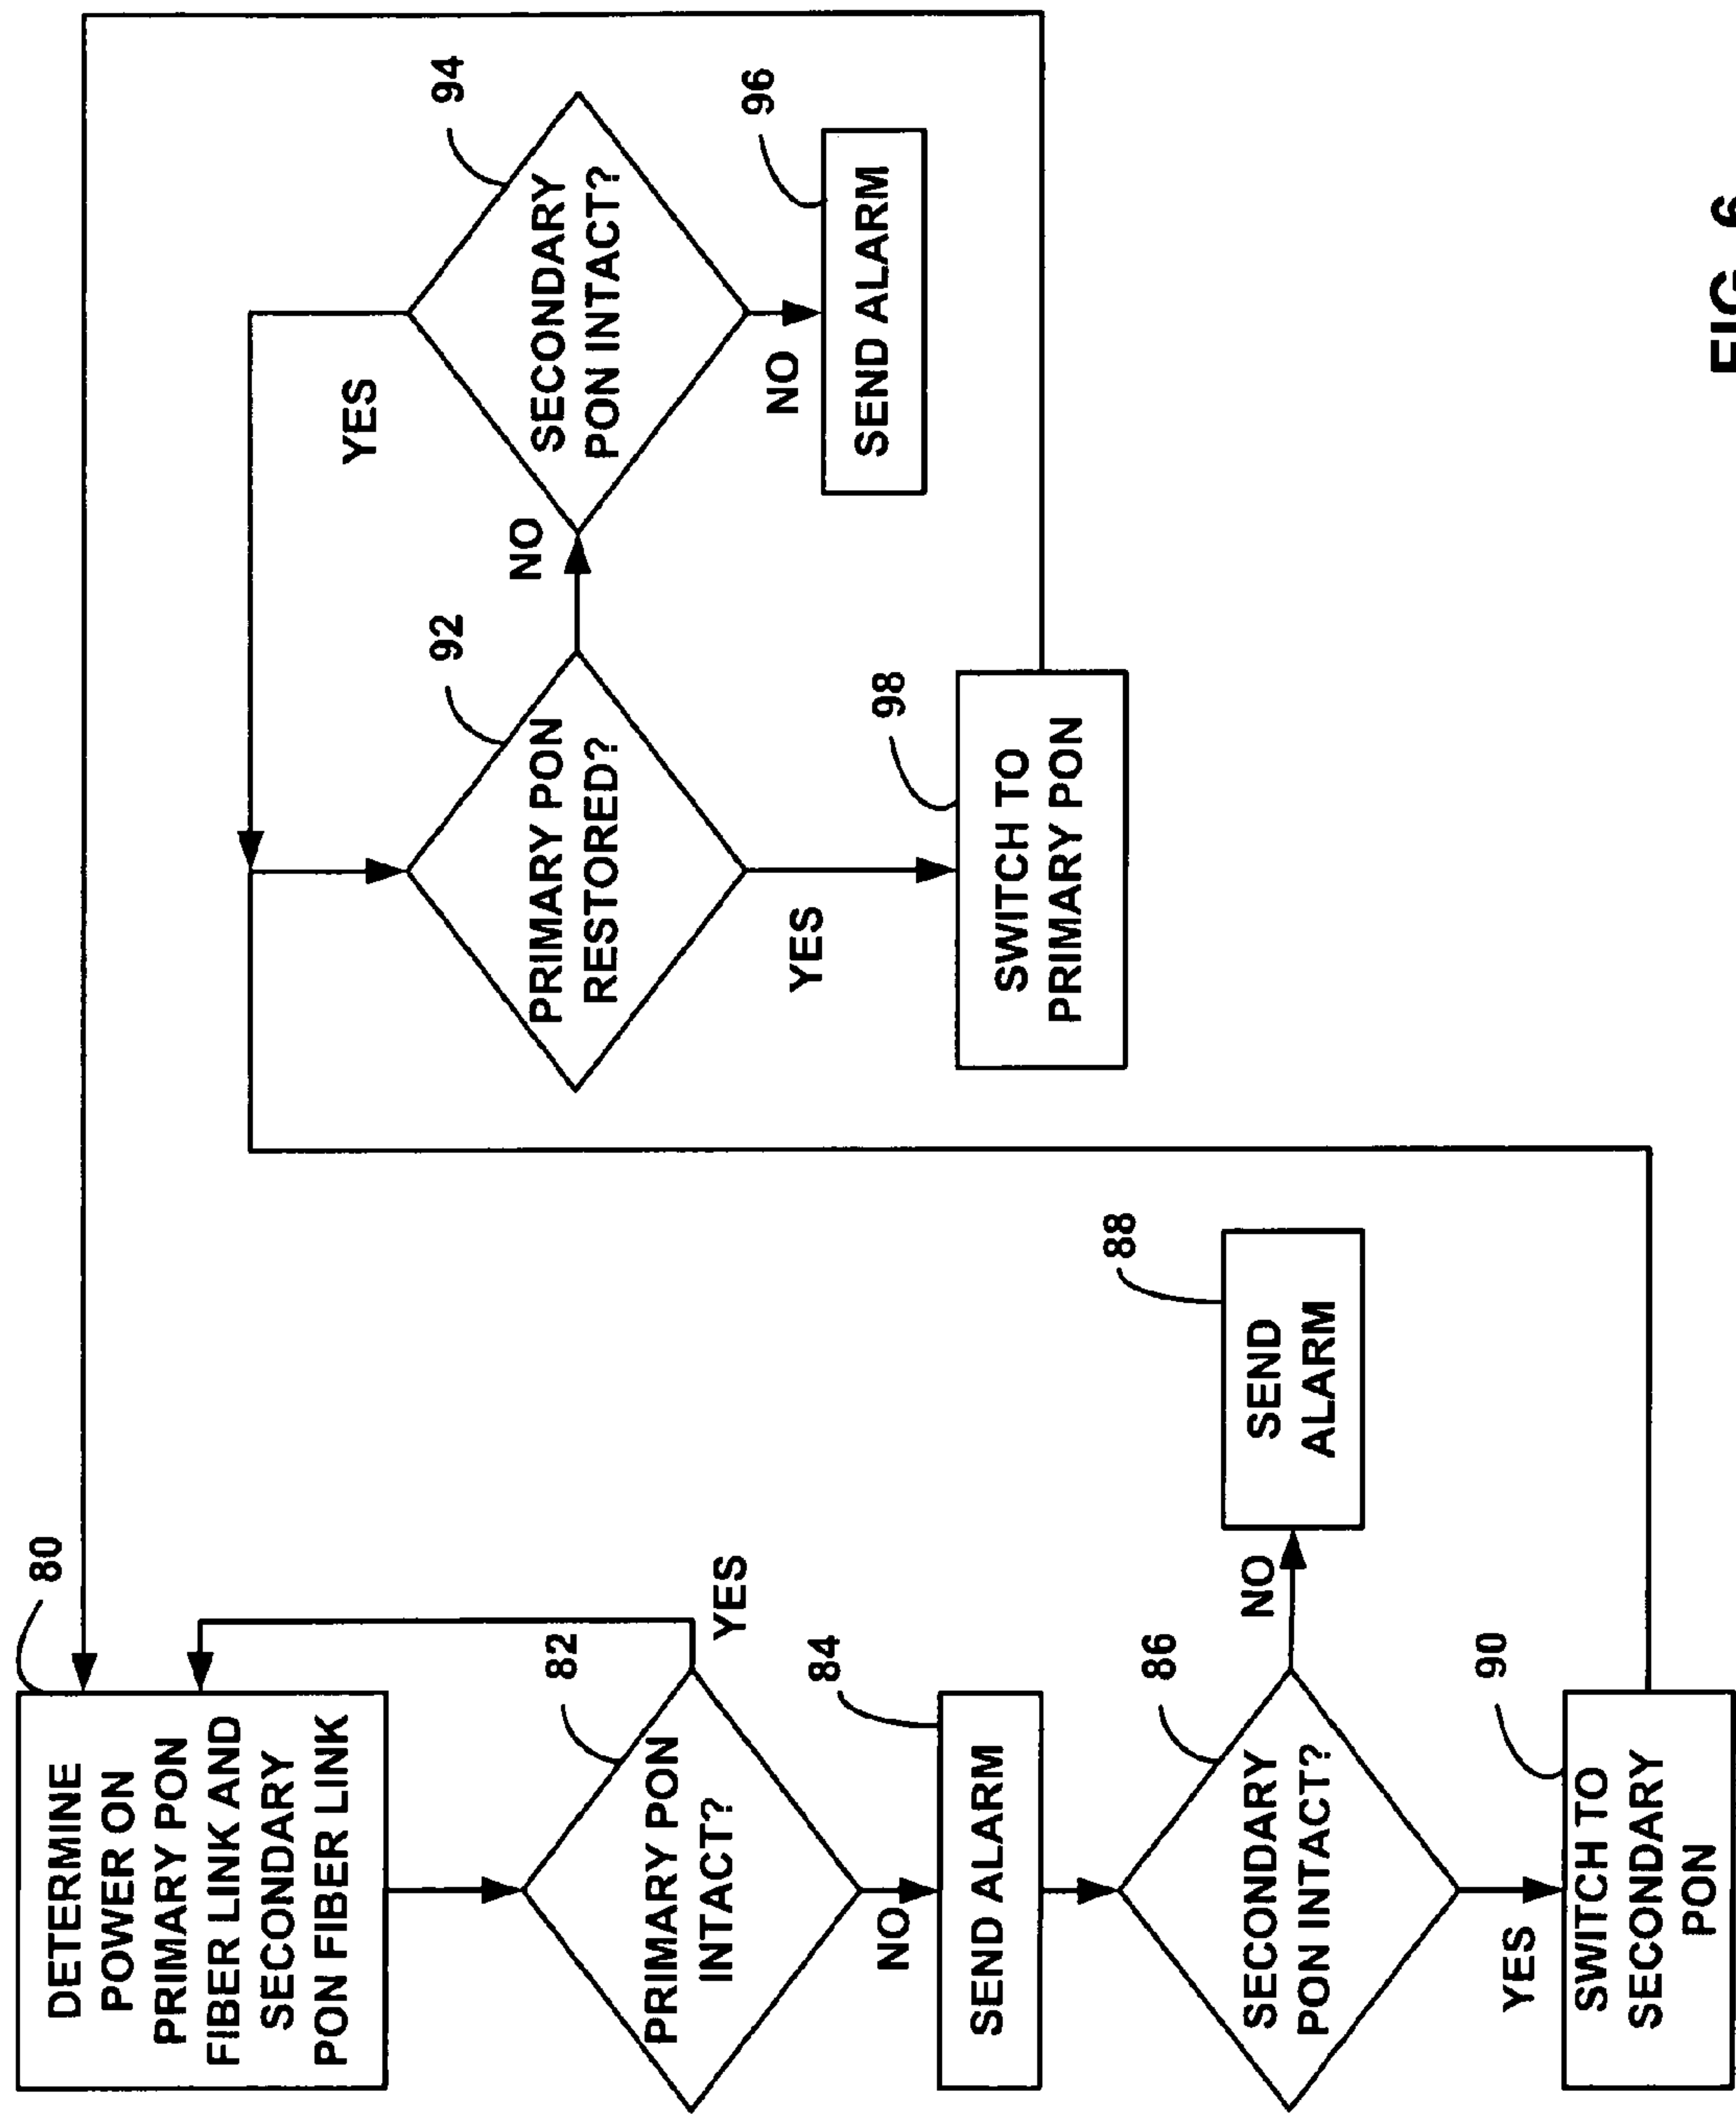 80
DETERMINE
POWER ON
PRIMARY PON
FIBER LINK AND
SECONDARY
PON FIBER LINK
82
PRIMARY PON
INTACT?
YES
NO
84
SEND ALARM
86
SECONDARY
PON INTACT?
NO
88
SEND
ALARM
YES
90
SWITCH TO
SECONDARY
PON
92
PRIMARY PON
RESTORED?
NO
YES
94
SECONDARY
PON INTACT?
YES
NO
96
SEND ALARM
98
SWITCH TO
PRIMARY PON
FIG. 6